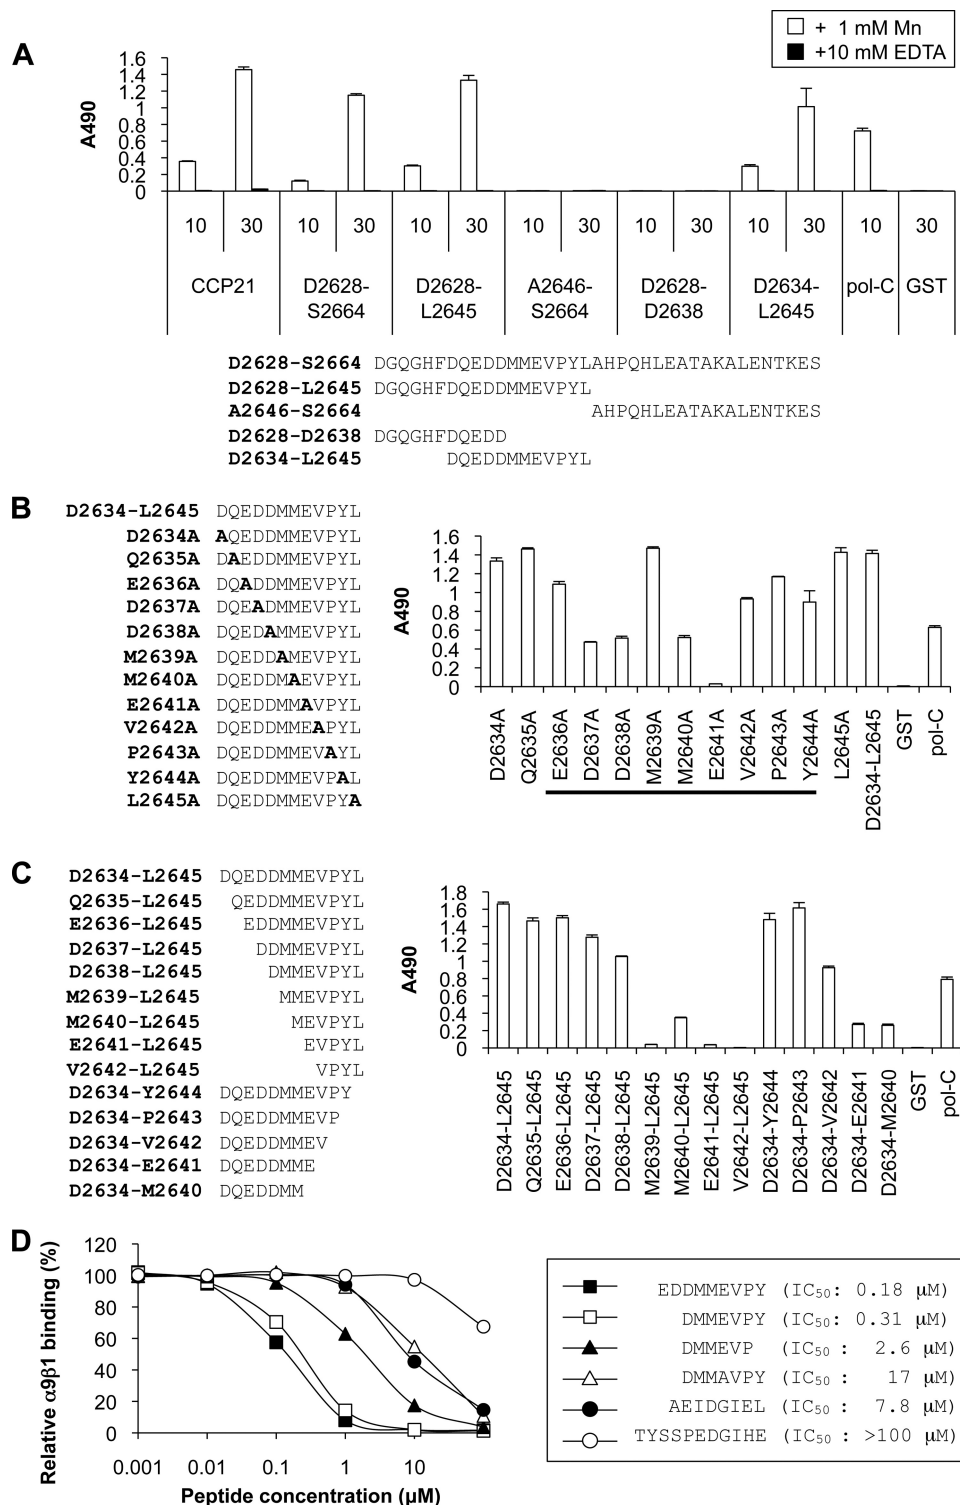 + 1 mM Mn
+10 mM EDTA
A
A490
1.6
1.4
1.2
1
0.8
0.6
0.4
0.2
0
10 30 10 30 10 30 10 30 10 30 10 30 10 30
CCP21 D2628-S2664 D2628-L2645 A2646-S2664 D2628-D2638 D2634-L2645 pol-C GST
D2628-S2664 DGQGHFDQEDDMMEVPYLAHPQHLEATAKALENTKES
D2628-L2645 DGQGHFDQEDDMMEVPYL
A2646-S2664 AHPQHLEATAKALENTKES
D2628-D2638 DGQGHFDQEDD
D2634-L2645 DQEDDMMEVPYL
B
D2634-L2645 DQEDDMMEVPYL
D2634A AQEDDMMEVPYL
Q2635A DAEDDMMEVPYL
E2636A DQADDMMEVPYL
D2637A DQEADMMEVPYL
D2638A DQEDAMMEVPYL
M2639A DQEDDAMEVPYL
M2640A DQEDDMAEVPYL
E2641A DQEDDMMAVPYL
V2642A DQEDDMMEAPYL
P2643A DQEDDMMEVAYL
Y2644A DQEDDMMEVPAL
L2645A DQEDDMMEVPYA
A490
1.6
1.4
1.2
1
0.8
0.6
0.4
0.2
0
D2634A
Q2635A
E2636A
D2637A
D2638A
M2639A
M2640A
E2641A
V2642A
P2643A
Y2644A
L2645A
D2634-L2645
GST
pol-C
C
D2634-L2645 DQEDDMMEVPYL
Q2635-L2645 QEDDMMEVPYL
E2636-L2645 EDDMMEVPYL
D2637-L2645 DDMMEVPYL
D2638-L2645 DMMEVPYL
M2639-L2645 MMEVPYL
M2640-L2645 MEVPYL
E2641-L2645 EVPYL
V2642-L2645 VPYL
D2634-Y2644 DQEDDMMEVPY
D2634-P2643 DQEDDMMEVP
D2634-V2642 DQEDDMMEV
D2634-E2641 DQEDDMME
D2634-M2640 DQEDDMM
A490
1.8
1.6
1.4
1.2
1
0.8
0.6
0.4
0.2
0
D2634-L2645
Q2635-L2645
E2636-L2645
D2637-L2645
D2638-L2645
M2639-L2645
M2640-L2645
E2641-L2645
V2642-L2645
D2634-Y2644
D2634-P2643
D2634-V2642
D2634-E2641
D2634-M2640
GST
pol-C
D
Relative α9β1 binding (%)
120
100
80
60
40
20
0
0.001 0.01 0.1 1 10
Peptide concentration (µM)
EDDMMEVPY (IC50: 0.18 µM)
DMMEVPY (IC50: 0.31 µM)
DMMEVP (IC50 : 2.6 µM)
DMMAVPY (IC50 : 17 µM)
AEIDGIEL (IC50 : 7.8 µM)
TYSSPEDGIHE (IC50 : >100 µM)